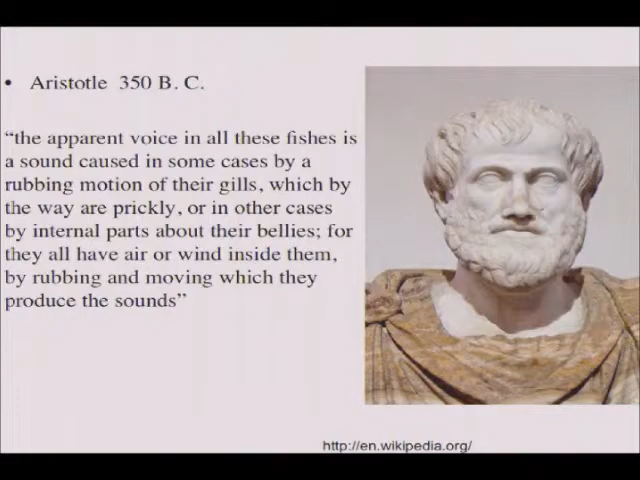 • Aristotle 350 B. C.
“the apparent voice in all these fishes is
a sound caused in some cases by a
rubbing motion of their gills, which by
the way are prickly, or in other cases
by internal parts about their bellies; for
they all have air or wind inside them,
by rubbing and moving which they
produce the sounds”
http://en.wikipedia.org/